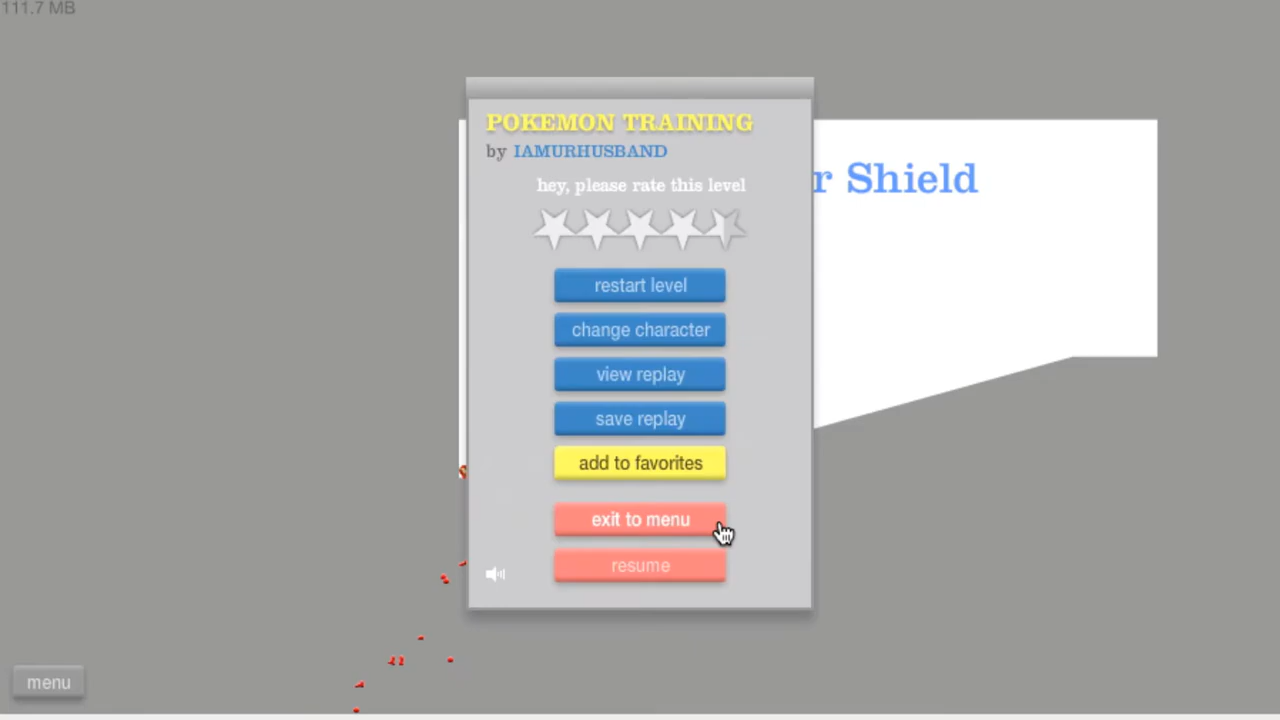 111.7 MB
POKEMON TRAINING
by IAMURHUSBAND
hey, please rate this level
r Shield
restart level
change character
view replay
save replay
add to favorites
exit to menu
resume
menu